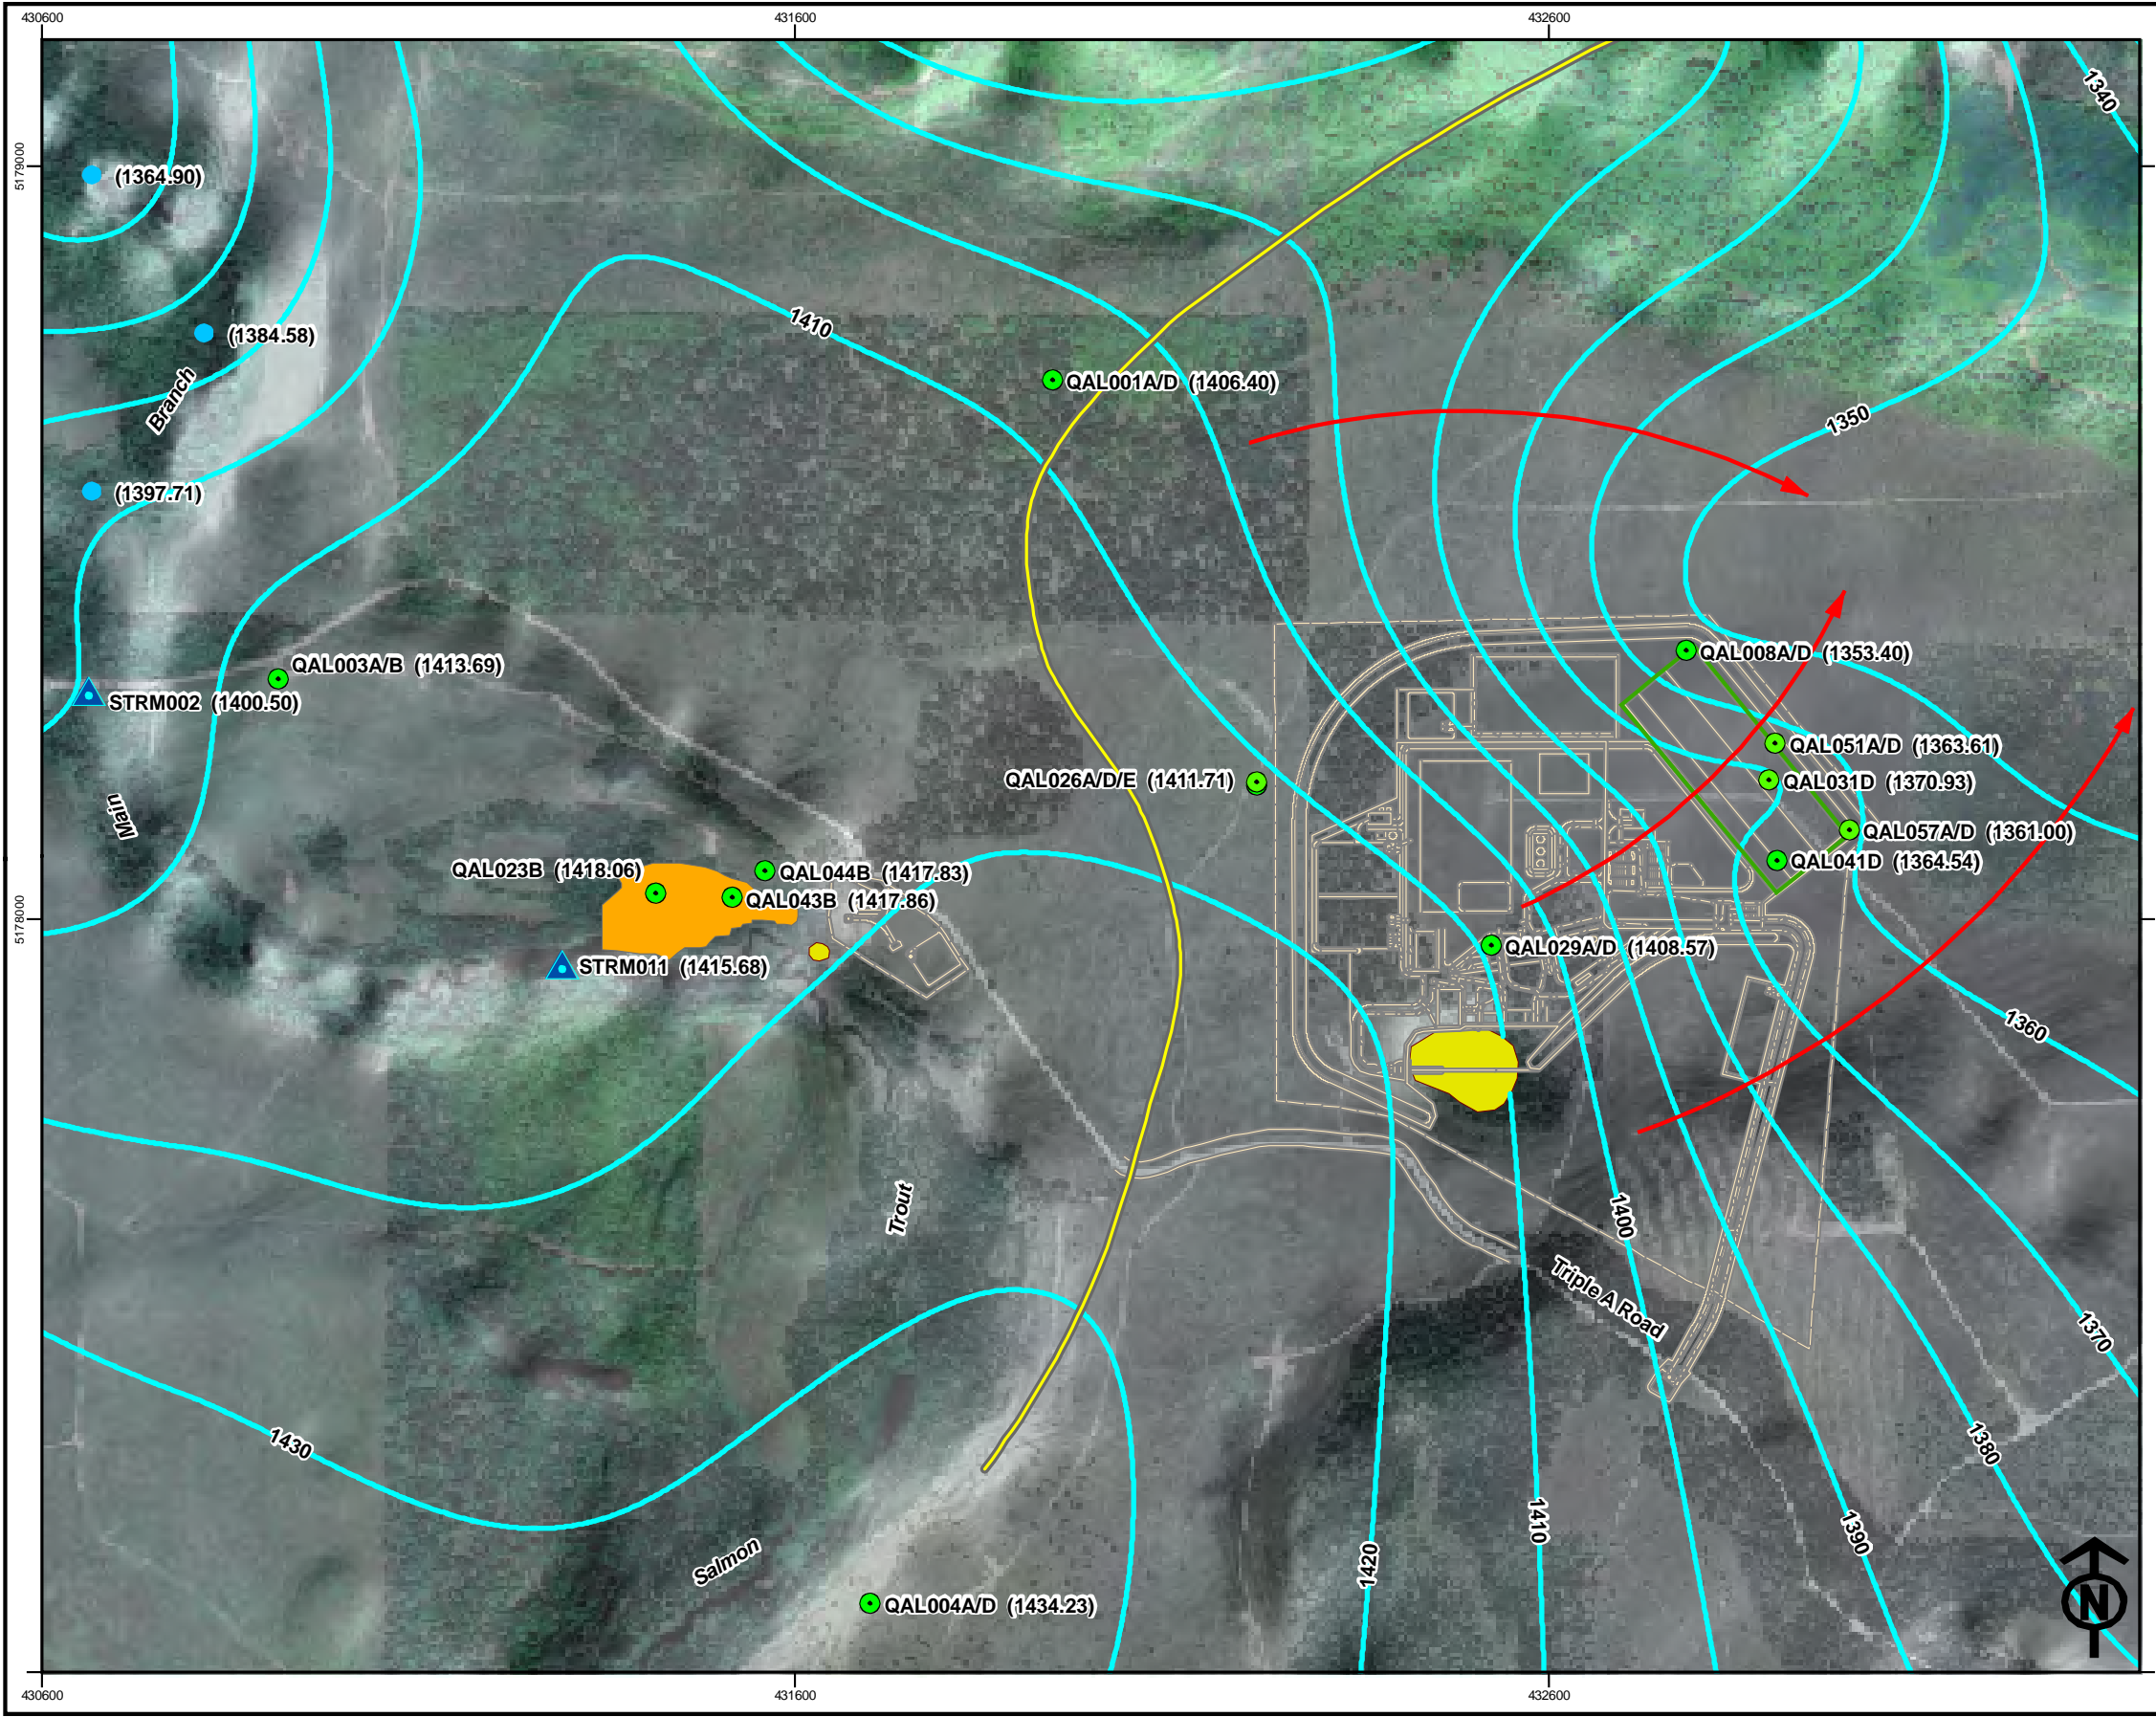 430600
431600
432600
1340
5179000
(1364.90)
1410
(1384.58)
QAL001A/D (1406.40)
Branch
1350
(1397.71)
QAL003A/B (1413.69)
QAL008A/D (1353.40)
STRM002 (1400.50)
QAL051A/D (1363.61)
QAL026A/D/E (1411.71)
QAL031D (1370.93)
Main
QAL057A/D (1361.00)
QAL023B (1418.06)
QAL044B (1417.83)
QAL041D (1364.54)
QAL043B (1417.86)
5178000
QAL029A/D (1408.57)
STRM011 (1415.68)
1360
Trout
1400
Triple A Road
1370
1430
1380
1410
1390
1420
Salmon
QAL004A/D (1434.23)
N
430600
431600
432600